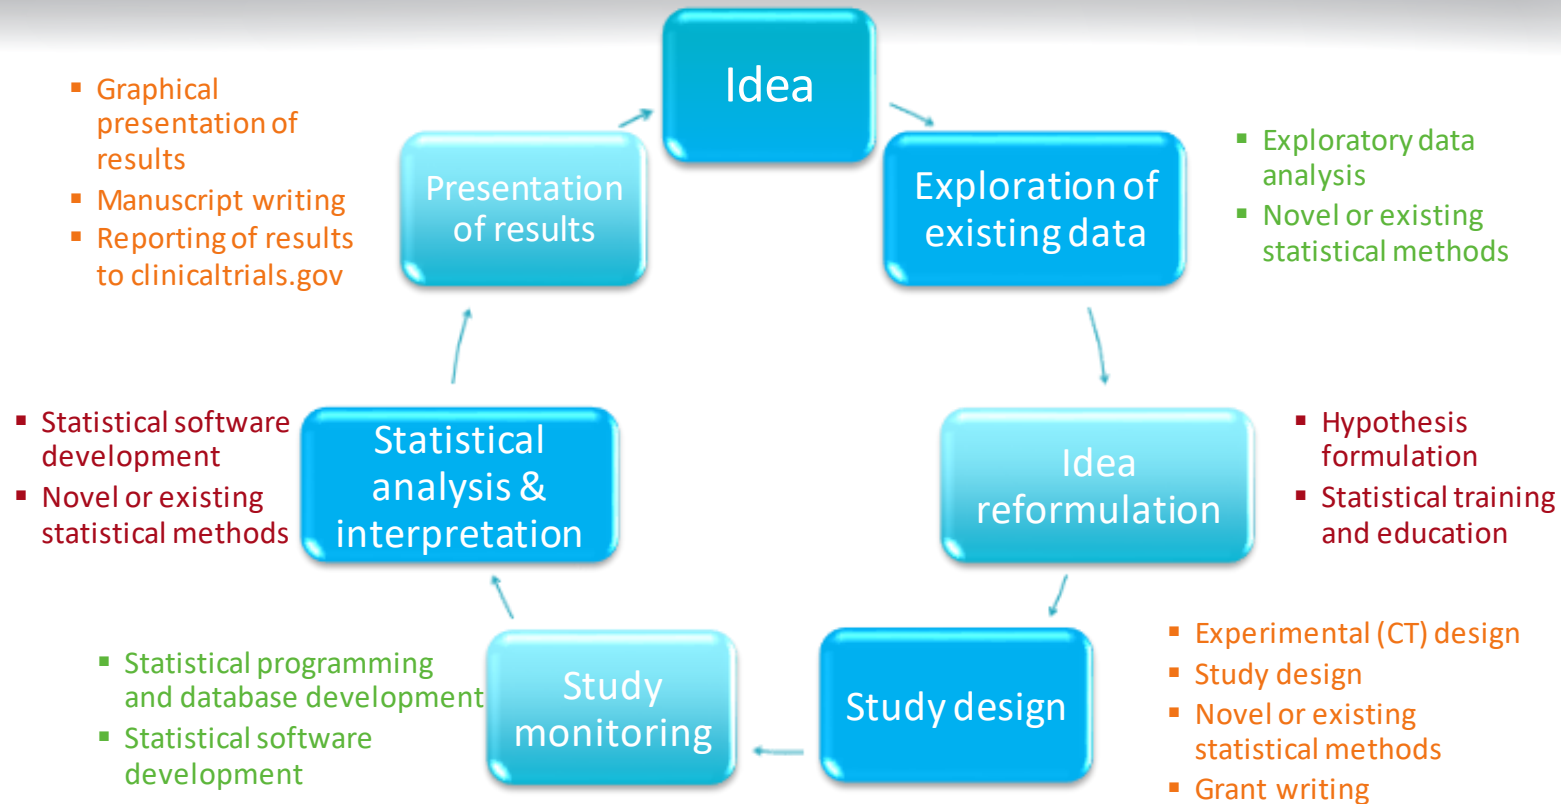 Idea
Exploration of
existing data
▪ Exploratory data
analysis
▪ Novel or existing
statistical methods
Idea
reformulation
▪ Hypothesis
formulation
▪ Statistical training
and education
Study design
▪ Experimental (CT) design
▪ Study design
▪ Novel or existing
statistical methods
▪ Grant writing
Study
monitoring
▪ Statistical programming
and database development
▪ Statistical software
development
Statistical
analysis &
interpretation
▪ Statistical software
development
▪ Novel or existing
statistical methods
Presentation
of results
▪ Graphical
presentation of
results
▪ Manuscript writing
▪ Reporting of results
to clinicaltrials.gov